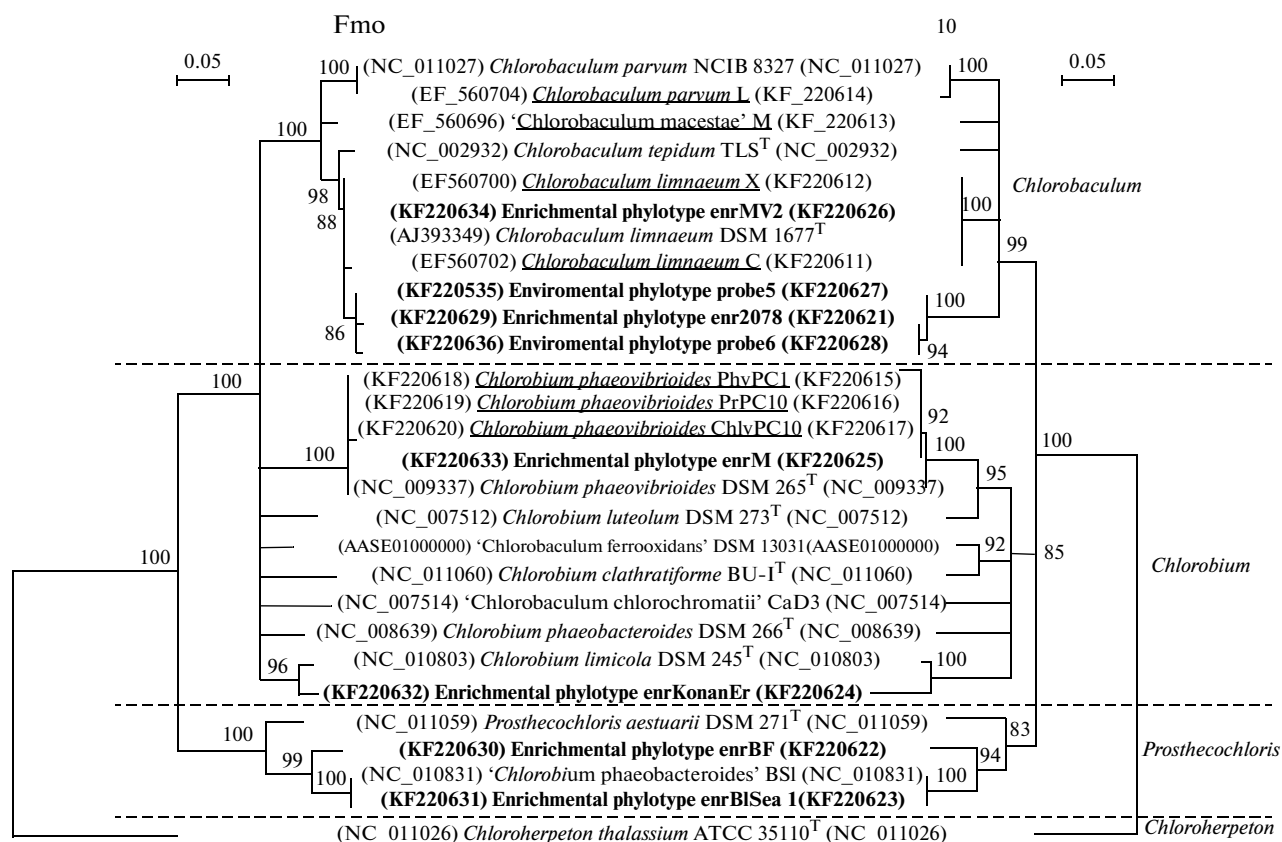 Fmo 10
0.05 0.05
100 (NC_011027) Chlorobaculum parvum NCIB 8327 (NC_011027) 100
(EF_560704) Chlorobaculum parvum L (KF_220614)
100 (EF_560696) ‘Chlorobaculum macestae’ M (KF_220613)
(NC_002932) Chlorobaculum tepidum TLST (NC_002932)
98 (EF560700) Chlorobaculum limnaeum X (KF220612) Chlorobaculum
88 (KF220634) Enrichmental phylotype enrMV2 (KF220626) 100
(AJ393349) Chlorobaculum limnaeum DSM 1677T 99
(EF560702) Chlorobaculum limnaeum C (KF220611)
(KF220535) Enviromental phylotype probe5 (KF220627) 100
86 (KF220629) Enrichmental phylotype enr2078 (KF220621)
(KF220636) Enviromental phylotype probe6 (KF220628) 94
100 (KF220618) Chlorobium phaeovibrioides PhvPC1 (KF220615)
(KF220619) Chlorobium phaeovibrioides PrPC10 (KF220616) 92
(KF220620) Chlorobium phaeovibrioides ChlvPC10 (KF220617) 100 100
100 (KF220633) Enrichmental phylotype enrM (KF220625)
(NC_009337) Chlorobium phaeovibrioides DSM 265T (NC_009337) 95
(NC_007512) Chlorobium luteolum DSM 273T (NC_007512)
100 (AASE01000000) ‘Chlorobaculum ferrooxidans’ DSM 13031(AASE01000000) 92 85
(NC_011060) Chlorobium clathratiforme BU-IT (NC_011060) Chlorobium
(NC_007514) ‘Chlorobaculum chlorochromatii’ CaD3 (NC_007514)
(NC_008639) Chlorobium phaeobacteroides DSM 266T (NC_008639)
96 (NC_010803) Chlorobium limicola DSM 245T (NC_010803) 100
(KF220632) Enrichmental phylotype enrKonanEr (KF220624)
100 (NC_011059) Prosthecochloris aestuarii DSM 271T (NC_011059) 83
99 (KF220630) Enrichmental phylotype enrBF (KF220622) 94 Prosthecochloris
100 (NC_010831) ‘Chlorobium phaeobacteroides’ BSl (NC_010831) 100
(KF220631) Enrichmental phylotype enrBlSea 1(KF220623)
(NC_011026) Chloroherpeton thalassium ATCC 35110T (NC_011026) Chloroherpeton